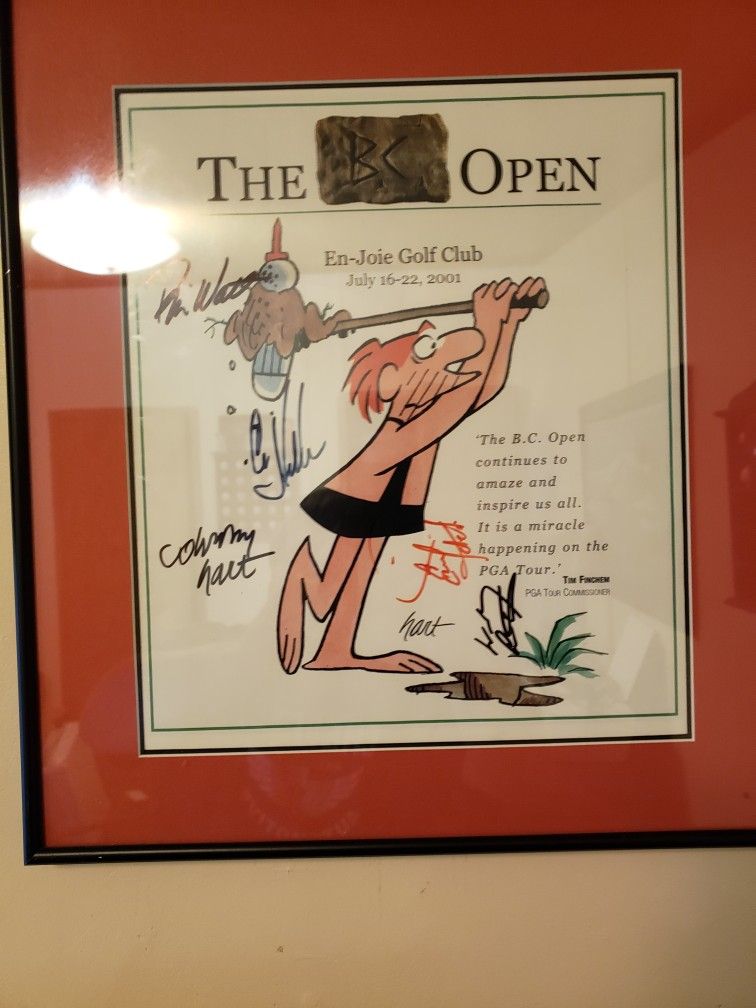 THE BC OPEN
En-Joie Golf Club
July 16-22, 2001
'The B.C. Open
continues to
amaze and
inspire us all.
It is a miracle
happening on the
PGA Tour.'
TIM FINCHEM
PGA TOUR COMMISSIONER
hart
hart